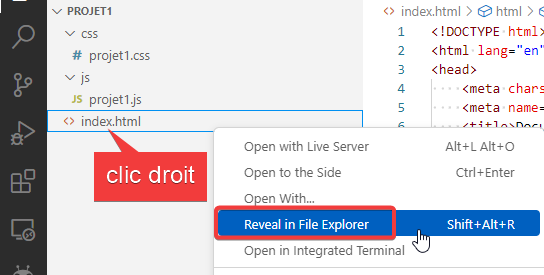 PROJET1
css
# projet1.css
js
JS projet1.js
<> index.html
clic droit
<> index.html > html >
1 <!DOCTYPE html>
2 <html lang="en"
3 <head>
4 <meta chars
5 <meta name=
6 <title>Docu
Open with Live Server Alt+L Alt+O
Open to the Side Ctrl+Enter
Open With...
Reveal in File Explorer Shift+Alt+R
Open in Integrated Terminal